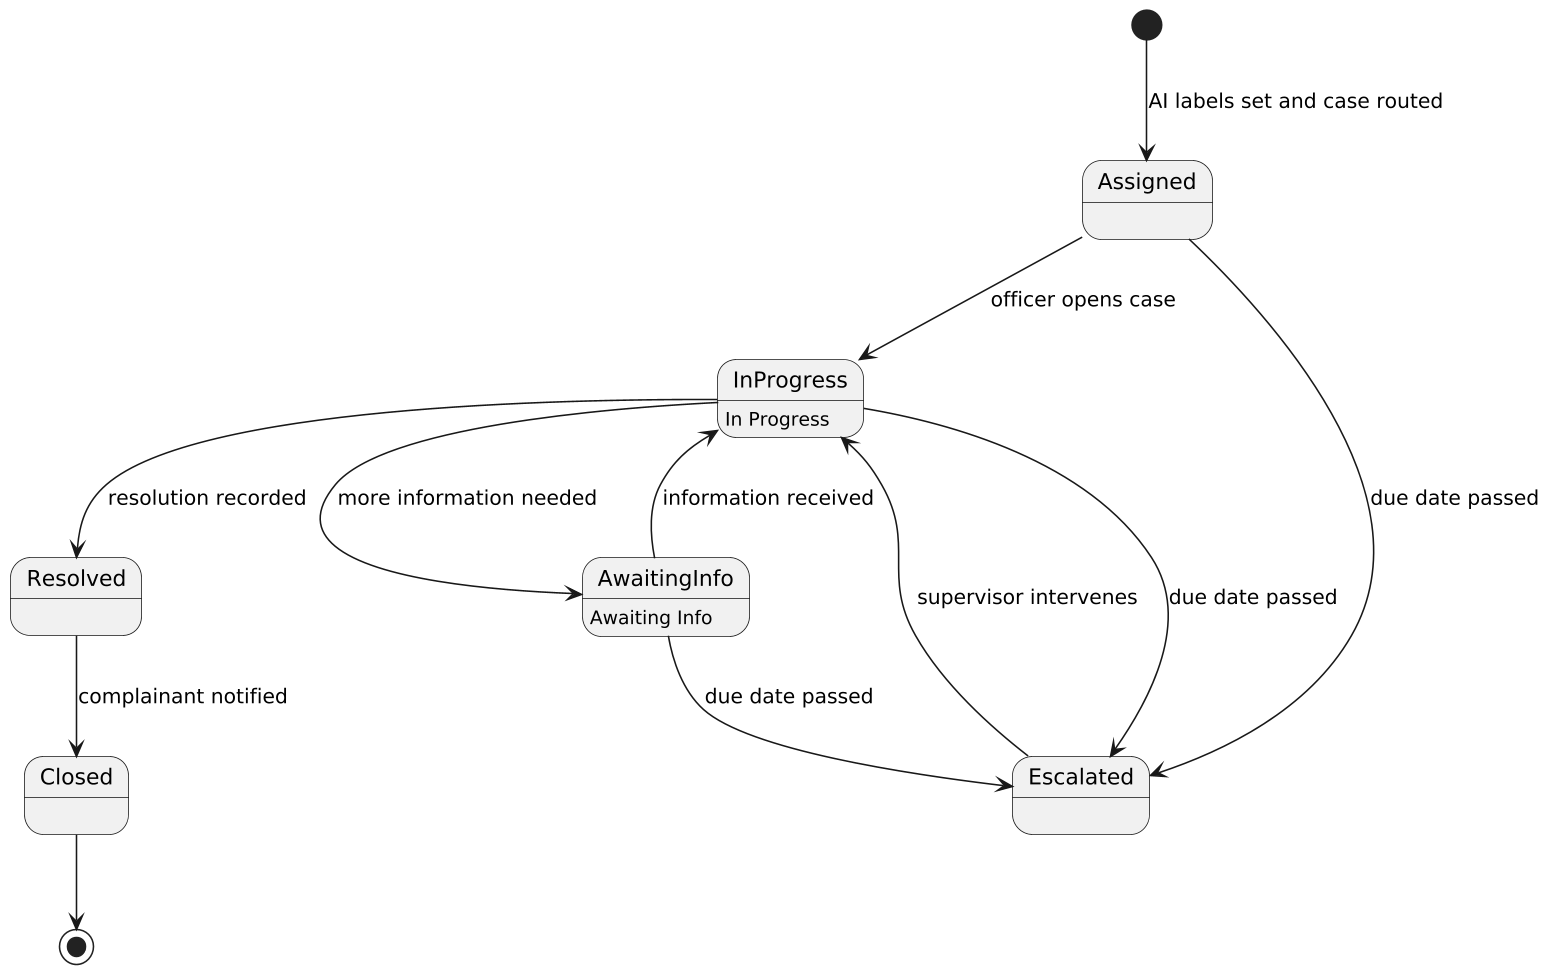 AI labels set and case routed
Assigned
officer opens case
InProgress
In Progress
resolution recorded
more information needed
information received
due date passed
Resolved
AwaitingInfo
Awaiting Info
supervisor intervenes
due date passed
complainant notified
due date passed
Closed
Escalated